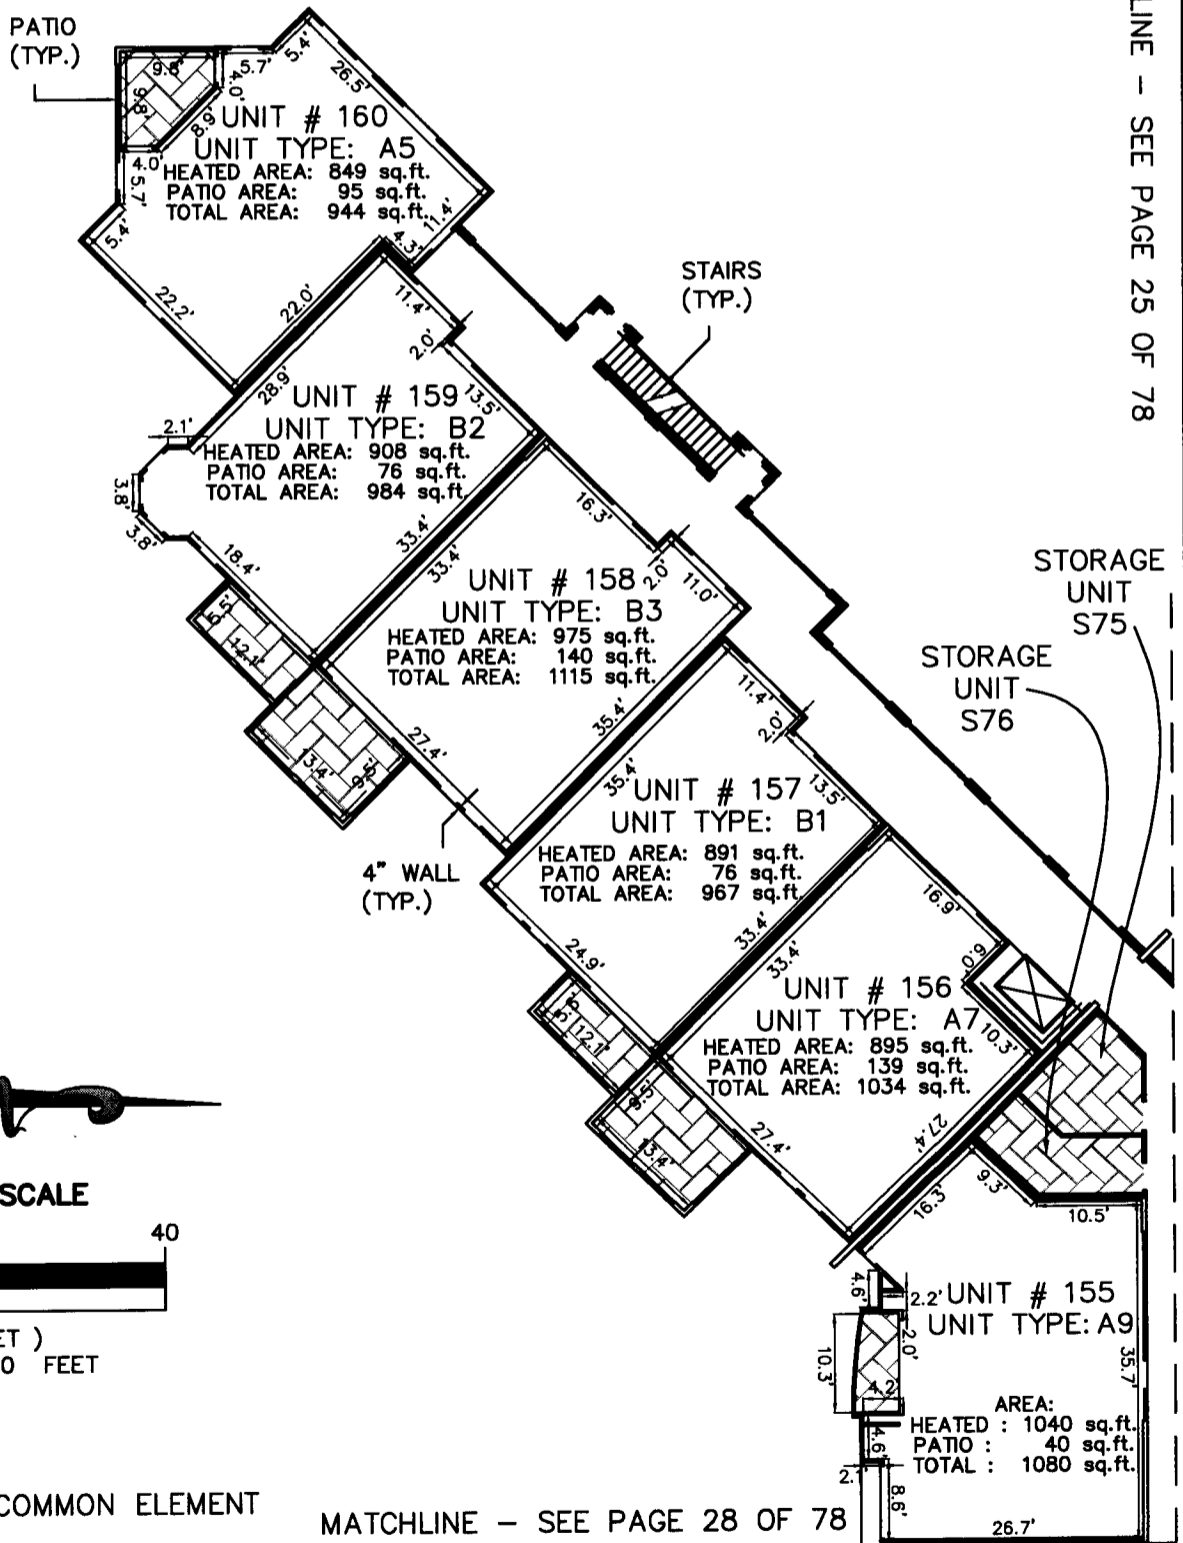 PATIO
(TYP.)
LINE - SEE PAGE 25 OF 78
9.8'
9.8'
5.7'
4.0'
5.4'
26.5'
8.9'
4.0'
5.7'
5.4'
22.2'
22.0'
4.3'
11.4'
UNIT # 160
UNIT TYPE: A5
HEATED AREA: 849 sq.ft.
PATIO AREA: 95 sq.ft.
TOTAL AREA: 944 sq.ft.
STAIRS
(TYP.)
11.4'
2.0'
13.5'
28.9'
2.1'
3.8'
3.8'
18.4'
33.4'
5.5'
12.1'
UNIT # 159
UNIT TYPE: B2
HEATED AREA: 908 sq.ft.
PATIO AREA: 76 sq.ft.
TOTAL AREA: 984 sq.ft.
16.3'
2.0'
11.0'
33.4'
35.4'
27.4'
13.4'
9.5'
UNIT # 158
UNIT TYPE: B3
HEATED AREA: 975 sq.ft.
PATIO AREA: 140 sq.ft.
TOTAL AREA: 1115 sq.ft.
STORAGE
UNIT
S75
STORAGE
UNIT
S76
4" WALL
(TYP.)
11.4'
2.0'
13.5'
35.4'
33.4'
24.9'
12.1'
UNIT # 157
UNIT TYPE: B1
HEATED AREA: 891 sq.ft.
PATIO AREA: 76 sq.ft.
TOTAL AREA: 967 sq.ft.
16.9'
6.0'
10.3'
33.4'
27.4'
27.4'
13.4'
9.5'
UNIT # 156
UNIT TYPE: A7
HEATED AREA: 895 sq.ft.
PATIO AREA: 139 sq.ft.
TOTAL AREA: 1034 sq.ft.
16.3'
9.3'
10.5'
4.6'
2.2'
2.0'
10.3'
4.2'
4.6'
8.6'
26.7'
35.7'
UNIT # 155
UNIT TYPE: A9
AREA:
HEATED : 1040 sq.ft.
PATIO : 40 sq.ft.
TOTAL : 1080 sq.ft.
SCALE
40
ET )
0 FEET
COMMON ELEMENT
MATCHLINE - SEE PAGE 28 OF 78